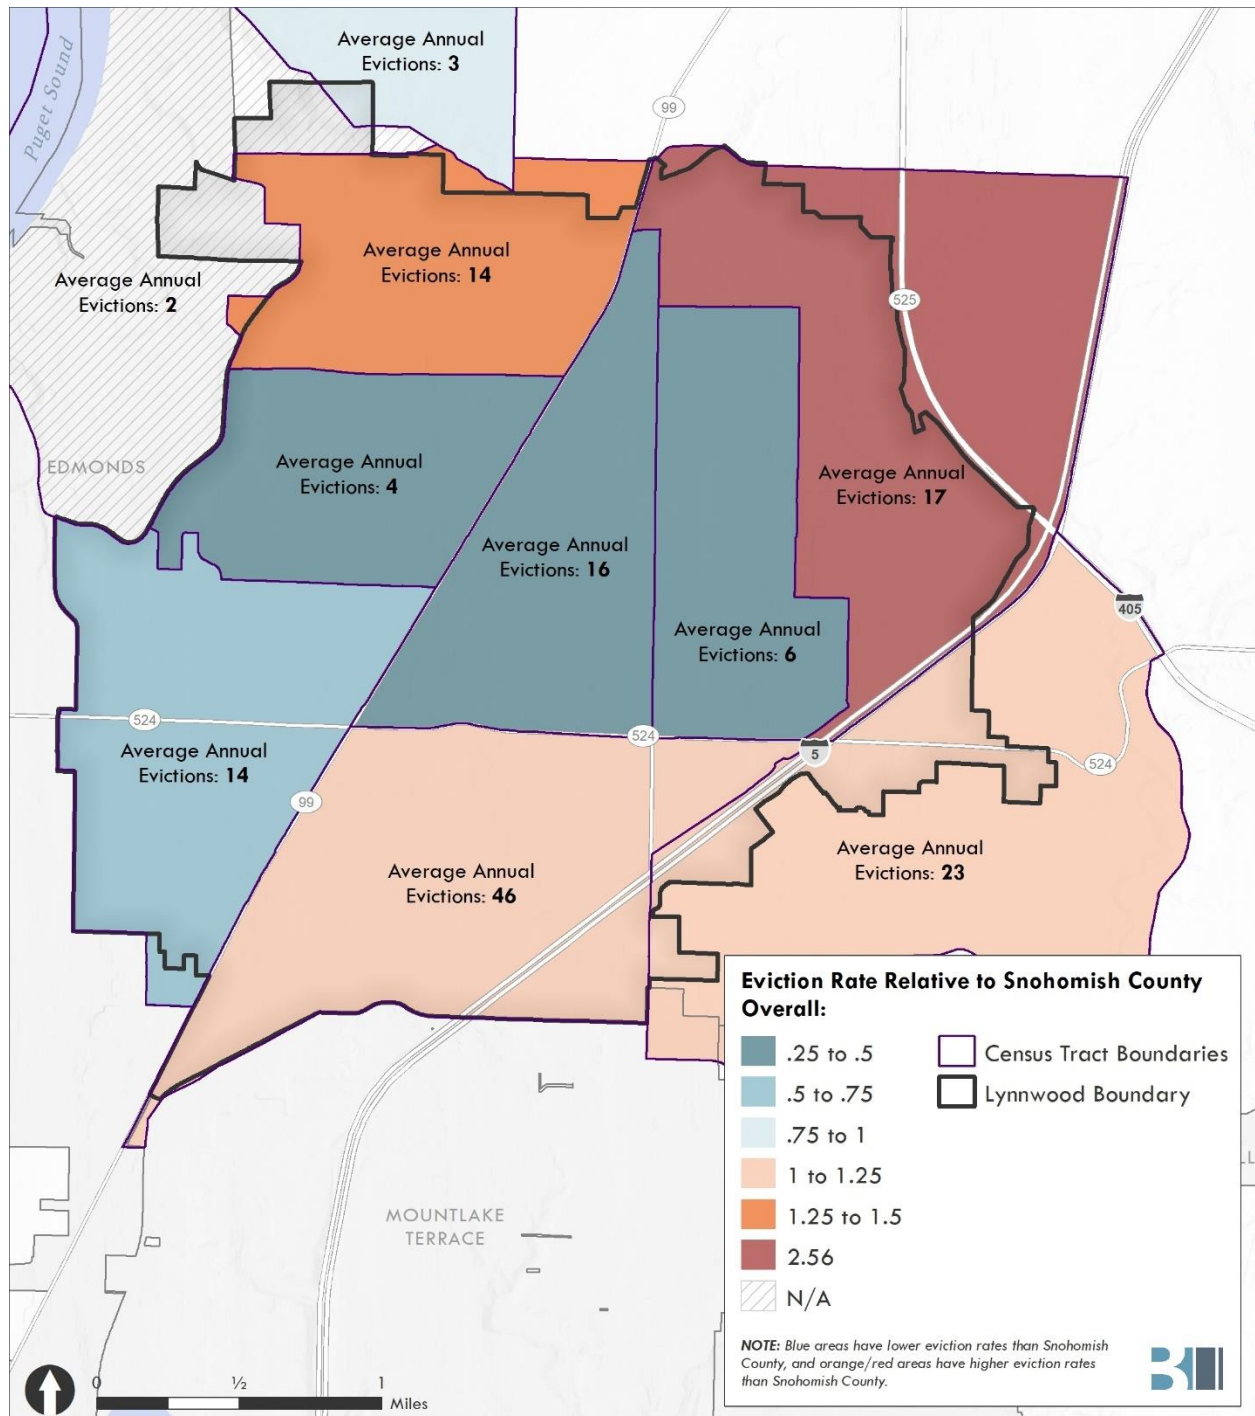 Average Annual
Evictions: 3
Puget Sound
99
Average Annual
Evictions: 14
Average Annual
Evictions: 2
525
EDMONDS
Average Annual
Evictions: 4
Average Annual
Evictions: 17
Average Annual
Evictions: 16
405
Average Annual
Evictions: 6
524
524
5
524
Average Annual
Evictions: 14
99
Average Annual
Evictions: 46
Average Annual
Evictions: 23
MOUNTLAKE
TERRACE
Eviction Rate Relative to Snohomish County
Overall:
.25 to .5
.5 to .75
.75 to 1
1 to 1.25
1.25 to 1.5
2.56
N/A
Census Tract Boundaries
Lynnwood Boundary
NOTE: Blue areas have lower eviction rates than Snohomish
County, and orange/red areas have higher eviction rates
than Snohomish County.
0 ½ 1
Miles